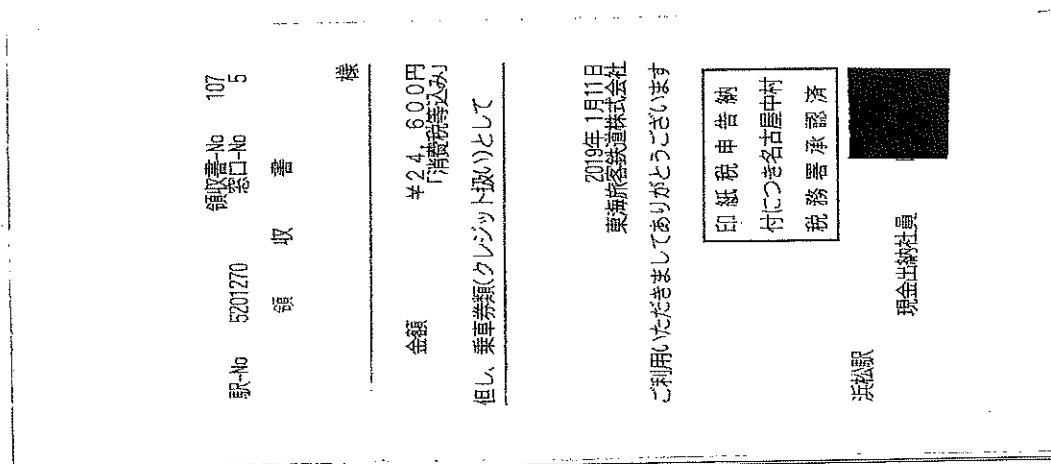 領収書-No 107
駅-No 5201270 窓口-No 5
領 収 書
様
金額 ¥24,600円
「消費税等込み」
但し、乗車券類(クレジット扱い)として
2019年 1月11日
東海旅客鉄道株式会社
ご利用いただきましてありがとうございます
印紙税申告納
付につき名古屋中村
税務署承認済
浜松駅
現金出納社員